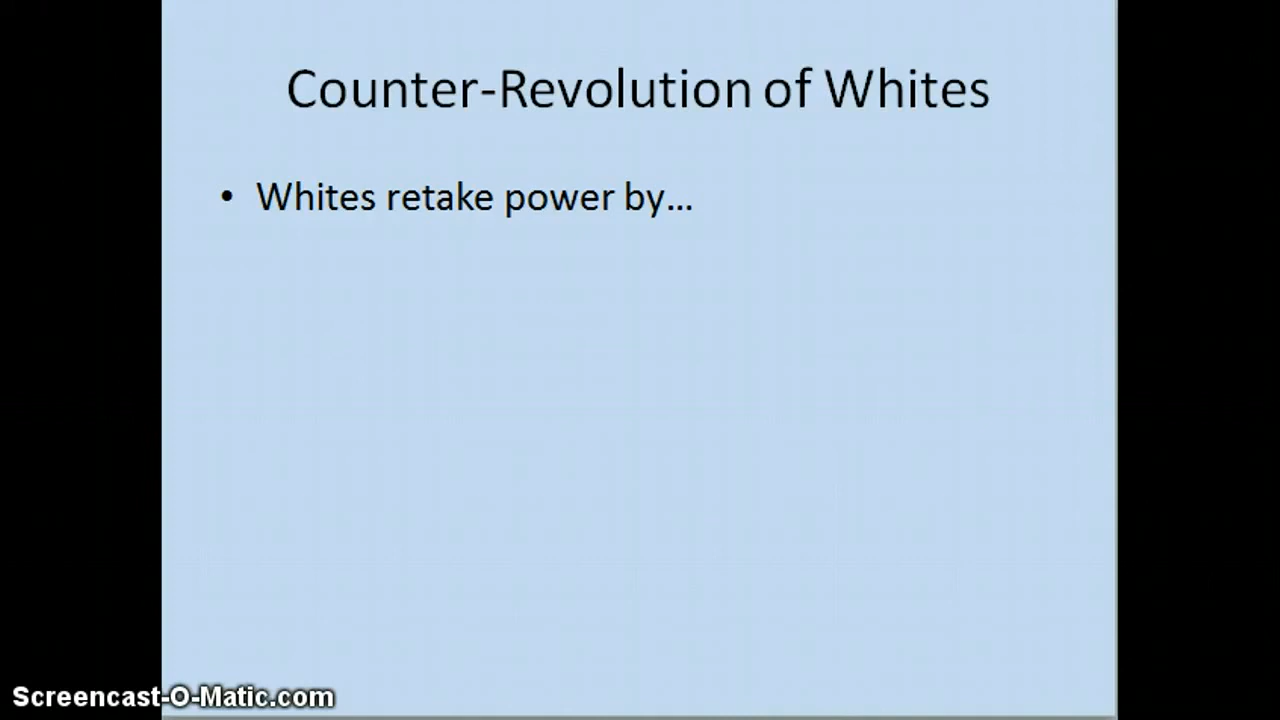 Counter-Revolution of Whites
• Whites retake power by...
Screencast-O-Matic.com